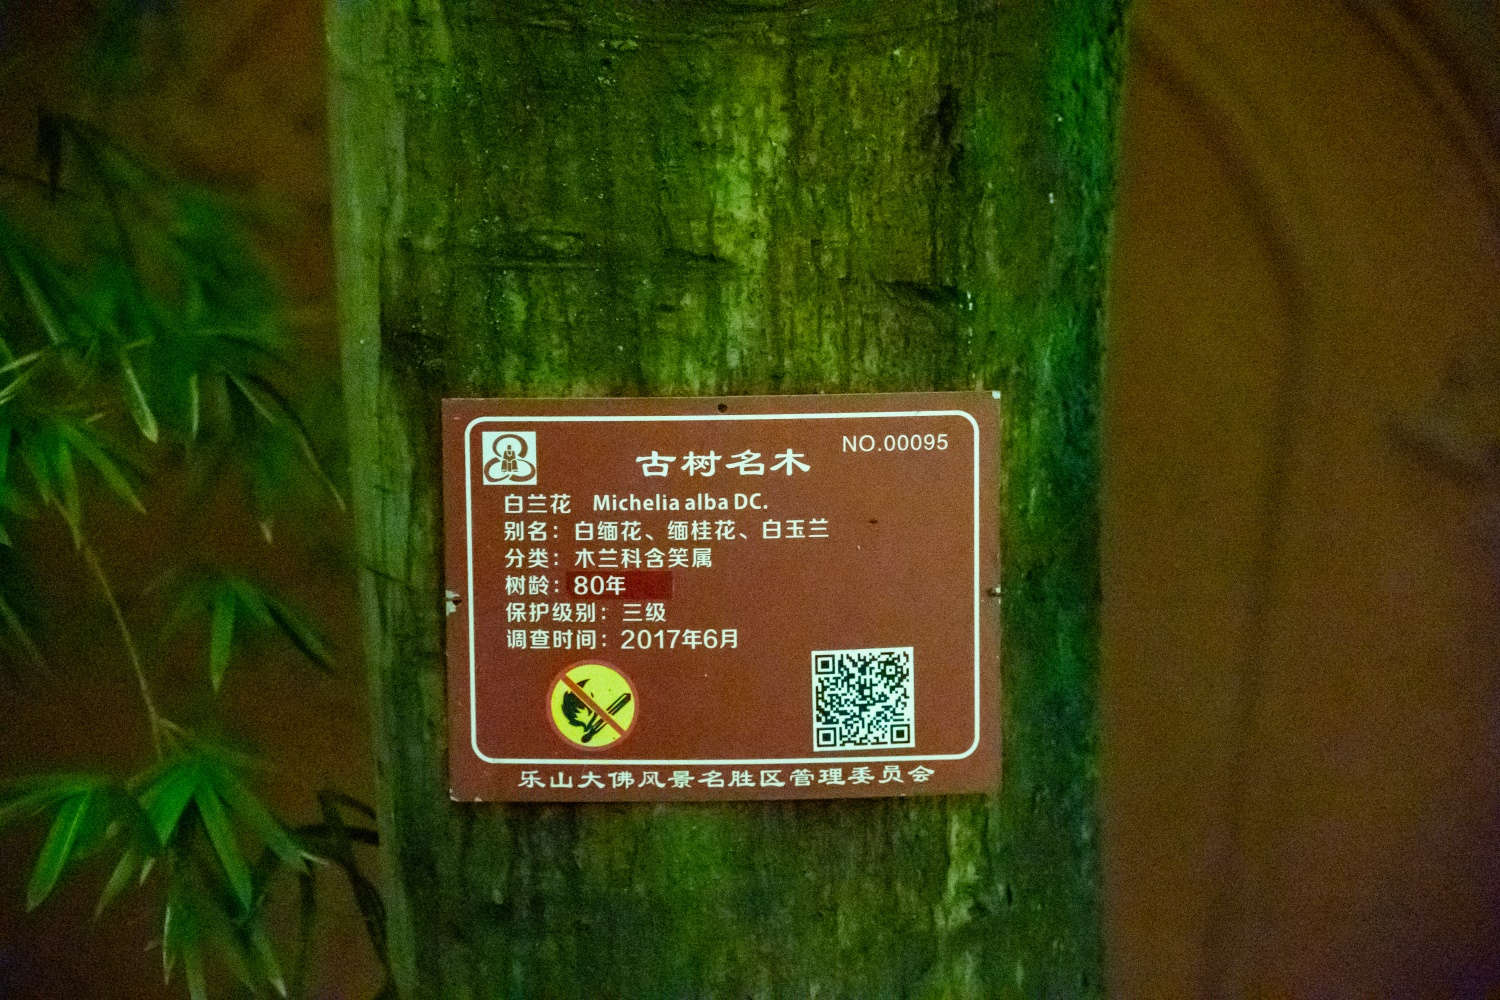 NO.00095
古树名木
白兰花 Michelia alba DC.
别名：白缅花、缅桂花、白玉兰
分类：木兰科含笑属
树龄：80年
保护级别：三级
调查时间：2017年6月
乐山大佛风景名胜区管理委员会